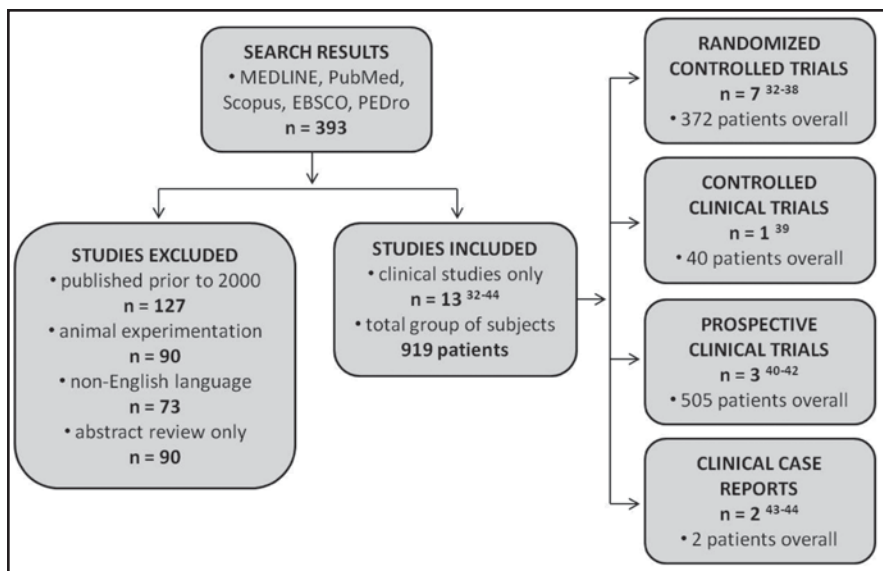 SEARCH RESULTS
• MEDLINE, PubMed,
Scopus, EBSCO, PEDro
n = 393
STUDIES EXCLUDED
• published prior to 2000
n = 127
• animal experimentation
n = 90
• non-English language
n = 73
• abstract review only
n = 90
STUDIES INCLUDED
• clinical studies only
n = 13 32-44
• total group of subjects
919 patients
RANDOMIZED
CONTROLLED TRIALS
n = 7 32-38
• 372 patients overall
CONTROLLED
CLINICAL TRIALS
n = 1 39
• 40 patients overall
PROSPECTIVE
CLINICAL TRIALS
n = 3 40-42
• 505 patients overall
CLINICAL CASE
REPORTS
n = 2 43-44
• 2 patients overall